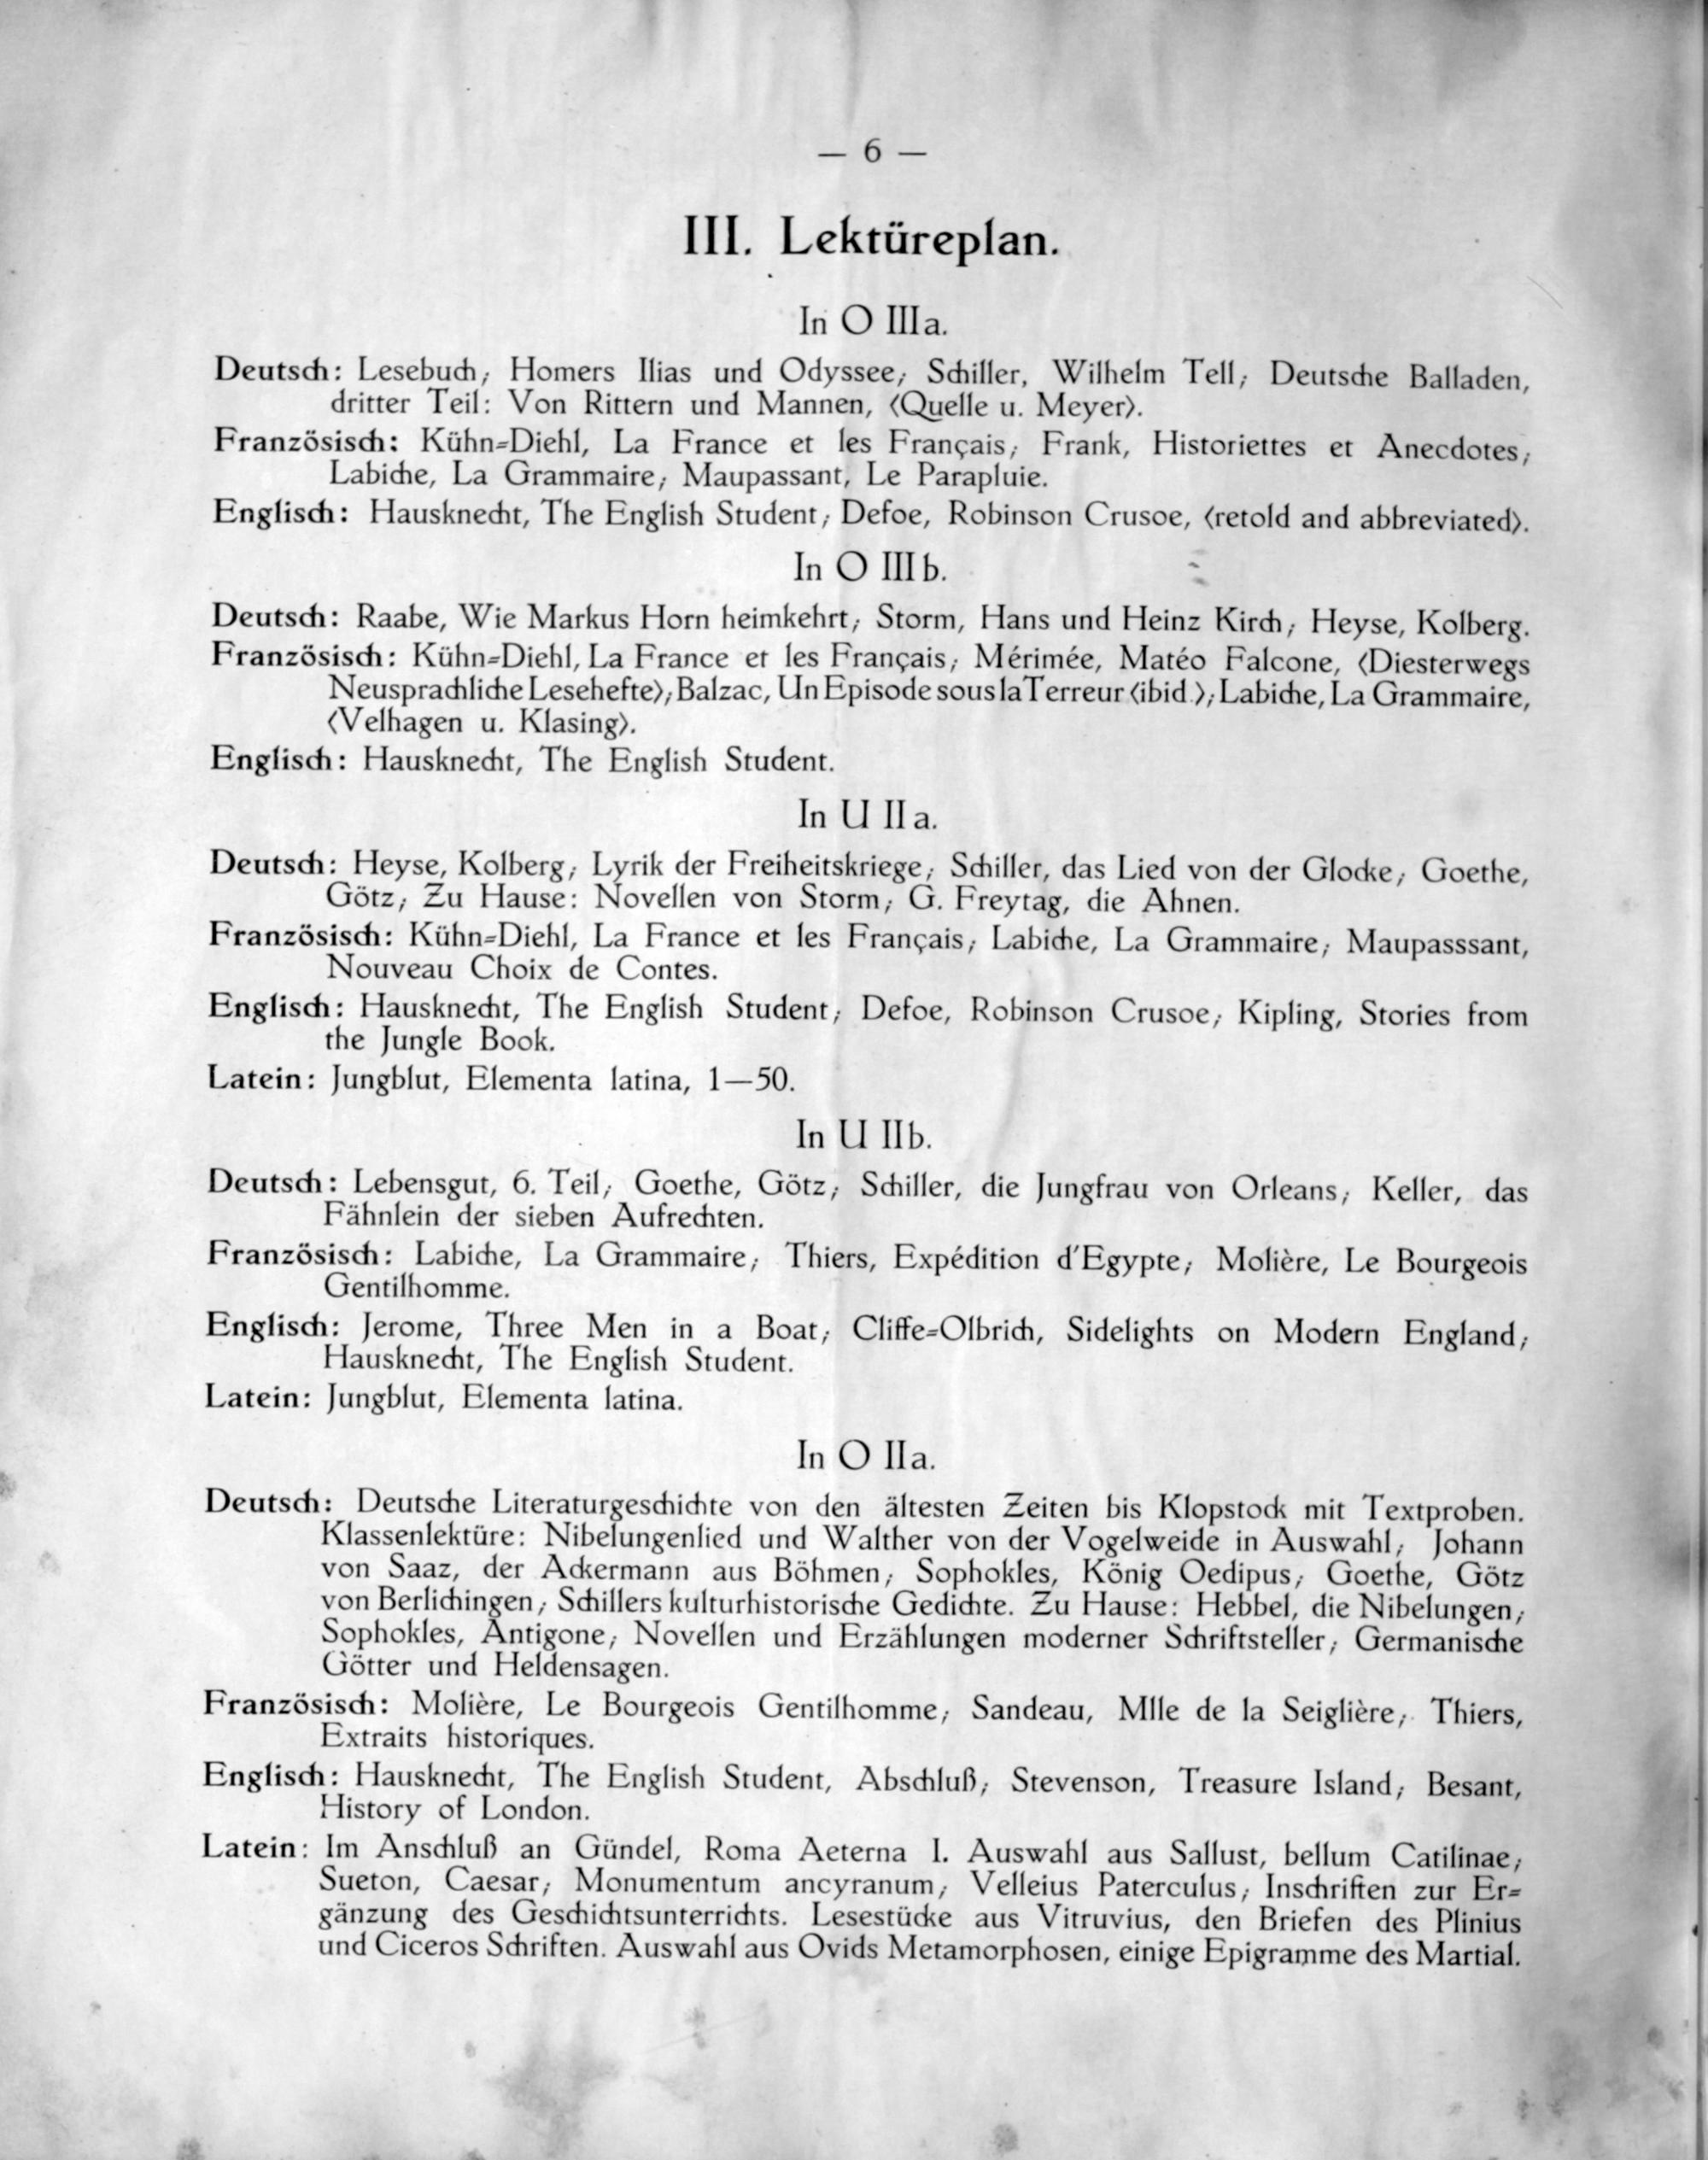 — 6 —
III. Lektüreplan.
In O IIIa.
Deutsch: Lesebuch; Homers Ilias und Odyssee; Schiller, Wilhelm Tell; Deutsche Balladen,
dritter Teil: Von Rittern und Mannen, (Quelle u. Meyer).
Französisch: Kühn=Diehl, La France et les Français; Frank, Historiettes et Anecdotes;
Labiche, La Grammaire; Maupassant, Le Parapluie.
Englisch: Hausknecht, The English Student; Defoe, Robinson Crusoe, (retold and abbreviated).
In O IIIb.
Deutsch: Raabe, Wie Markus Horn heimkehrt; Storm, Hans und Heinz Kirch; Heyse, Kolberg.
Französisch: Kühn=Diehl, La France et les Français; Mérimée, Matéo Falcone, (Diesterwegs
Neusprachliche Lesehefte); Balzac, Un Episode sous la Terreur (ibid.); Labiche, La Grammaire,
(Velhagen u. Klasing).
Englisch: Hausknecht, The English Student.
In U IIa.
Deutsch: Heyse, Kolberg; Lyrik der Freiheitskriege; Schiller, das Lied von der Glocke; Goethe,
Götz; Zu Hause: Novellen von Storm; G. Freytag, die Ahnen.
Französisch: Kühn=Diehl, La France et les Français; Labiche, La Grammaire; Maupasssant,
Nouveau Choix de Contes.
Englisch: Hausknecht, The English Student; Defoe, Robinson Crusoe; Kipling, Stories from
the Jungle Book.
Latein: Jungblut, Elementa latina, 1—50.
In U IIb.
Deutsch: Lebensgut, 6. Teil; Goethe, Götz; Schiller, die Jungfrau von Orleans; Keller, das
Fähnlein der sieben Aufrechten.
Französisch: Labiche, La Grammaire; Thiers, Expédition d'Egypte; Molière, Le Bourgeois
Gentilhomme.
Englisch: Jerome, Three Men in a Boat; Cliffe=Olbrich, Sidelights on Modern England;
Hausknecht, The English Student.
Latein: Jungblut, Elementa latina.
In O IIa.
Deutsch: Deutsche Literaturgeschichte von den ältesten Zeiten bis Klopstock mit Textproben.
Klassenlektüre: Nibelungenlied und Walther von der Vogelweide in Auswahl; Johann
von Saaz, der Ackermann aus Böhmen; Sophokles, König Oedipus; Goethe, Götz
von Berlichingen; Schillers kulturhistorische Gedichte. Zu Hause: Hebbel, die Nibelungen;
Sophokles, Antigone; Novellen und Erzählungen moderner Schriftsteller; Germanische
Götter und Heldensagen.
Französisch: Molière, Le Bourgeois Gentilhomme; Sandeau, Mlle de la Seiglière; Thiers,
Extraits historiques.
Englisch: Hausknecht, The English Student, Abschluß; Stevenson, Treasure Island; Besant,
History of London.
Latein: Im Anschluß an Gündel, Roma Aeterna I. Auswahl aus Sallust, bellum Catilinae;
Sueton, Caesar; Monumentum ancyranum; Velleius Paterculus; Inschriften zur Er=
gänzung des Geschichtsunterrichts. Lesestücke aus Vitruvius, den Briefen des Plinius
und Ciceros Schriften. Auswahl aus Ovids Metamorphosen, einige Epigramme des Martial.